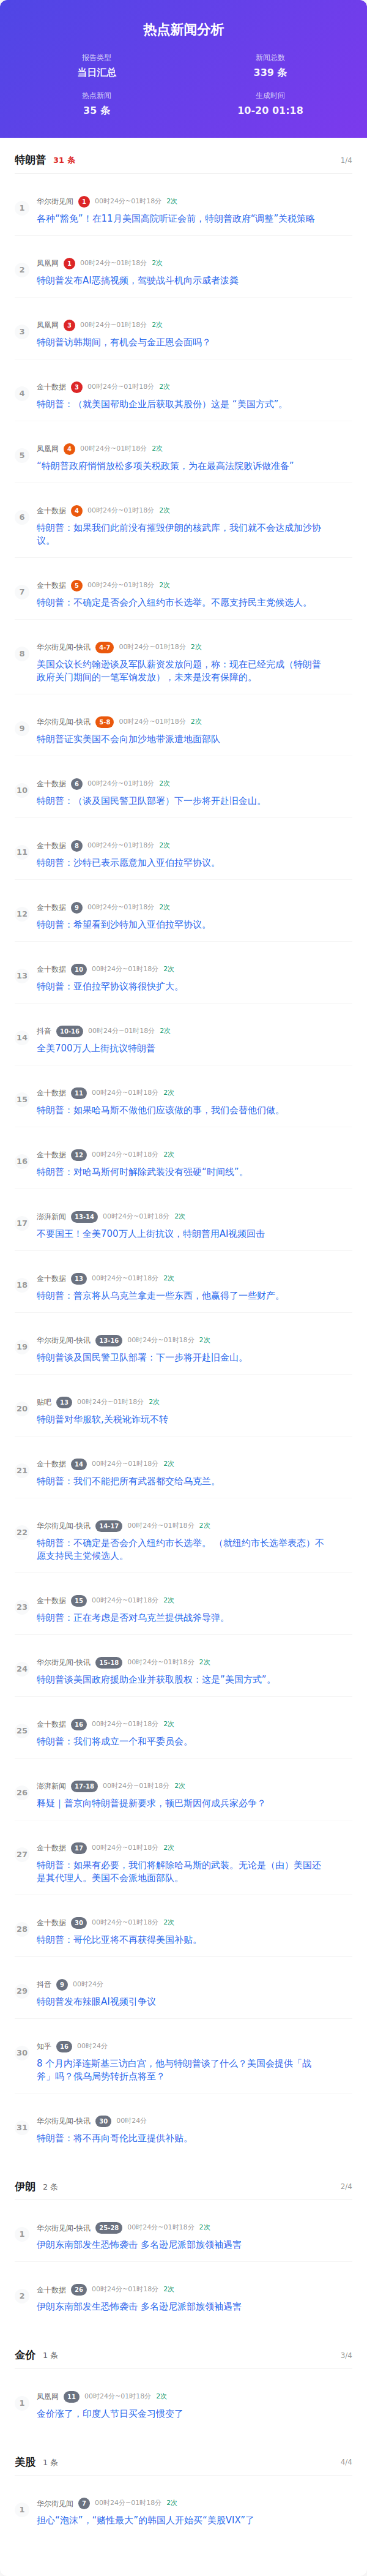 热点新闻分析
报告类型
当日汇总
新闻总数
339 条
热点新闻
35 条
生成时间
10-20 01:18
特朗普 31 条 1/4
1
华尔街见闻 1 00时24分~01时18分 2次
各种“豁免”！在11月美国高院听证会前，特朗普政府“调整”关税策略
2
凤凰网 1 00时24分~01时18分 2次
特朗普发布AI恶搞视频，驾驶战斗机向示威者泼粪
3
凤凰网 3 00时24分~01时18分 2次
特朗普访韩期间，有机会与金正恩会面吗？
4
金十数据 3 00时24分~01时18分 2次
特朗普：（就美国帮助企业后获取其股份）这是 “美国方式”。
5
凤凰网 4 00时24分~01时18分 2次
“特朗普政府悄悄放松多项关税政策，为在最高法院败诉做准备”
6
金十数据 4 00时24分~01时18分 2次
特朗普：如果我们此前没有摧毁伊朗的核武库，我们就不会达成加沙协
议。
7
金十数据 5 00时24分~01时18分 2次
特朗普：不确定是否会介入纽约市长选举。不愿支持民主党候选人。
8
华尔街见闻-快讯 4-7 00时24分~01时18分 2次
美国众议长约翰逊谈及军队薪资发放问题，称：现在已经完成（特朗普
政府关门期间的一笔军饷发放），未来是没有保障的。
9
华尔街见闻-快讯 5-8 00时24分~01时18分 2次
特朗普证实美国不会向加沙地带派遣地面部队
10
金十数据 6 00时24分~01时18分 2次
特朗普：（谈及国民警卫队部署）下一步将开赴旧金山。
11
金十数据 8 00时24分~01时18分 2次
特朗普：沙特已表示愿意加入亚伯拉罕协议。
12
金十数据 9 00时24分~01时18分 2次
特朗普：希望看到沙特加入亚伯拉罕协议。
13
金十数据 10 00时24分~01时18分 2次
特朗普：亚伯拉罕协议将很快扩大。
14
抖音 10-16 00时24分~01时18分 2次
全美700万人上街抗议特朗普
15
金十数据 11 00时24分~01时18分 2次
特朗普：如果哈马斯不做他们应该做的事，我们会替他们做。
16
金十数据 12 00时24分~01时18分 2次
特朗普：对哈马斯何时解除武装没有强硬“时间线”。
17
澎湃新闻 13-14 00时24分~01时18分 2次
不要国王！全美700万人上街抗议，特朗普用AI视频回击
18
金十数据 13 00时24分~01时18分 2次
特朗普：普京将从乌克兰拿走一些东西，他赢得了一些财产。
19
华尔街见闻-快讯 13-16 00时24分~01时18分 2次
特朗普谈及国民警卫队部署：下一步将开赴旧金山。
20
贴吧 13 00时24分~01时18分 2次
特朗普对华服软,关税讹诈玩不转
21
金十数据 14 00时24分~01时18分 2次
特朗普：我们不能把所有武器都交给乌克兰。
22
华尔街见闻-快讯 14-17 00时24分~01时18分 2次
特朗普：不确定是否会介入纽约市长选举。 （就纽约市长选举表态）不
愿支持民主党候选人。
23
金十数据 15 00时24分~01时18分 2次
特朗普：正在考虑是否对乌克兰提供战斧导弹。
24
华尔街见闻-快讯 15-18 00时24分~01时18分 2次
特朗普谈美国政府援助企业并获取股权：这是“美国方式”。
25
金十数据 16 00时24分~01时18分 2次
特朗普：我们将成立一个和平委员会。
26
澎湃新闻 17-18 00时24分~01时18分 2次
释疑｜普京向特朗普提新要求，顿巴斯因何成兵家必争？
27
金十数据 17 00时24分~01时18分 2次
特朗普：如果有必要，我们将解除哈马斯的武装。无论是（由）美国还
是其代理人。美国不会派地面部队。
28
金十数据 30 00时24分~01时18分 2次
特朗普：哥伦比亚将不再获得美国补贴。
29
抖音 9 00时24分
特朗普发布辣眼AI视频引争议
30
知乎 16 00时24分
8 个月内泽连斯基三访白宫，他与特朗普谈了什么？美国会提供「战
斧」吗？俄乌局势转折点将至？
31
华尔街见闻-快讯 30 00时24分
特朗普：将不再向哥伦比亚提供补贴。
伊朗 2 条 2/4
1
华尔街见闻-快讯 25-28 00时24分~01时18分 2次
伊朗东南部发生恐怖袭击 多名逊尼派部族领袖遇害
2
金十数据 26 00时24分~01时18分 2次
伊朗东南部发生恐怖袭击 多名逊尼派部族领袖遇害
金价 1 条 3/4
1
凤凰网 11 00时24分~01时18分 2次
金价涨了，印度人节日买金习惯变了
美股 1 条 4/4
1
华尔街见闻 7 00时24分~01时18分 2次
担心”泡沫”，“赌性最大”的韩国人开始买“美股VIX”了